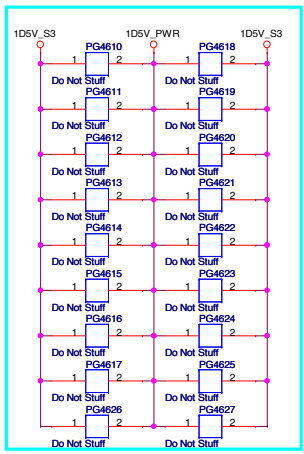 1D5V_S3 1D5V_PWR 1D5V_S3
PG4610 PG4618
1 2 1 2
Do Not Stuff Do Not Stuff
PG4611 PG4619
1 2 1 2
Do Not Stuff Do Not Stuff
PG4612 PG4620
1 2 1 2
Do Not Stuff Do Not Stuff
PG4613 PG4621
1 2 1 2
Do Not Stuff Do Not Stuff
PG4614 PG4622
1 2 1 2
Do Not Stuff Do Not Stuff
PG4615 PG4623
1 2 1 2
Do Not Stuff Do Not Stuff
PG4616 PG4624
1 2 1 2
Do Not Stuff Do Not Stuff
PG4617 PG4625
1 2 1 2
Do Not Stuff Do Not Stuff
PG4626 PG4627
1 2 1 2
Do Not Stuff Do Not Stuff